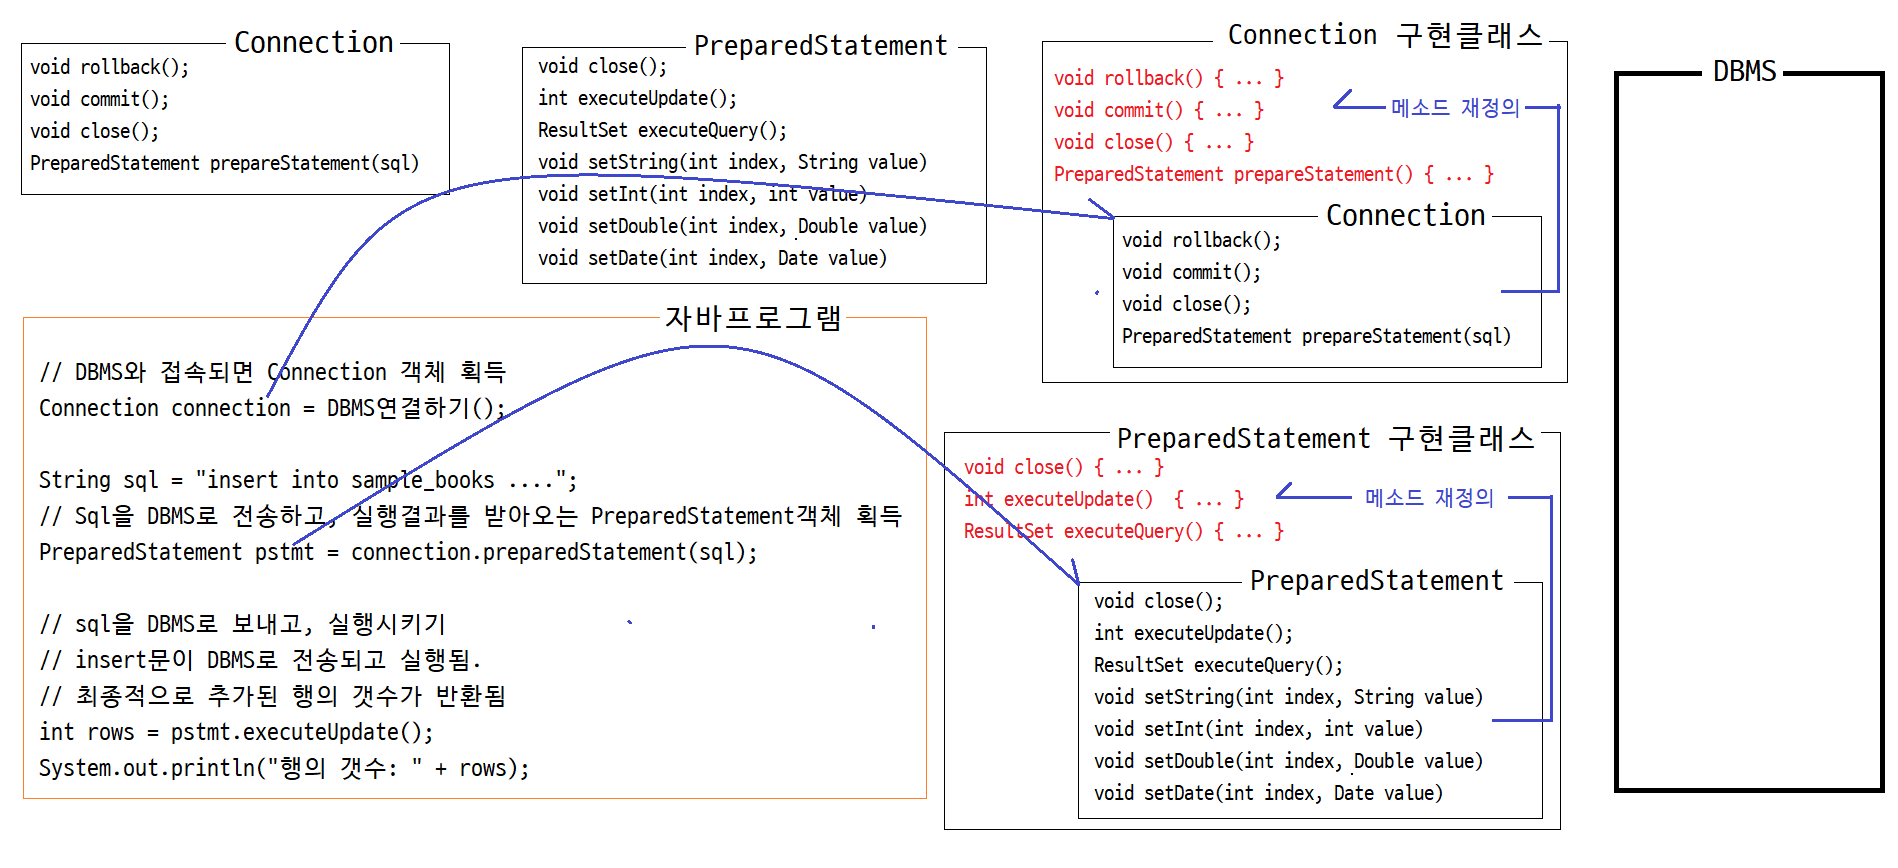 Connection
void rollback();
void commit();
void close();
PreparedStatement prepareStatement(sql)
PreparedStatement
void close();
int executeUpdate();
ResultSet executeQuery();
void setString(int index, String value)
void setInt(int index, int value)
void setDouble(int index, Double value)
void setDate(int index, Date value)
Connection 구현클래스
void rollback() { ... }
void commit() { ... }
void close() { ... }
PreparedStatement prepareStatement() { ... }
메소드 재정의
Connection
void rollback();
void commit();
void close();
PreparedStatement prepareStatement(sql)
DBMS
자바프로그램
// DBMS와 접속되면 Connection 객체 획득
Connection connection = DBMS연결하기();
String sql = "insert into sample_books ....";
// Sql을 DBMS로 전송하고, 실행결과를 받아오는 PreparedStatement객체 획득
PreparedStatement pstmt = connection.preparedStatement(sql);
// sql을 DBMS로 보내고, 실행시키기
// insert문이 DBMS로 전송되고 실행됨.
// 최종적으로 추가된 행의 갯수가 반환됨
int rows = pstmt.executeUpdate();
System.out.println("행의 갯수: " + rows);
PreparedStatement 구현클래스
void close() { ... }
int executeUpdate()  { ... }
ResultSet executeQuery() { ... }
메소드 재정의
PreparedStatement
void close();
int executeUpdate();
ResultSet executeQuery();
void setString(int index, String value)
void setInt(int index, int value)
void setDouble(int index, Double value)
void setDate(int index, Date value)